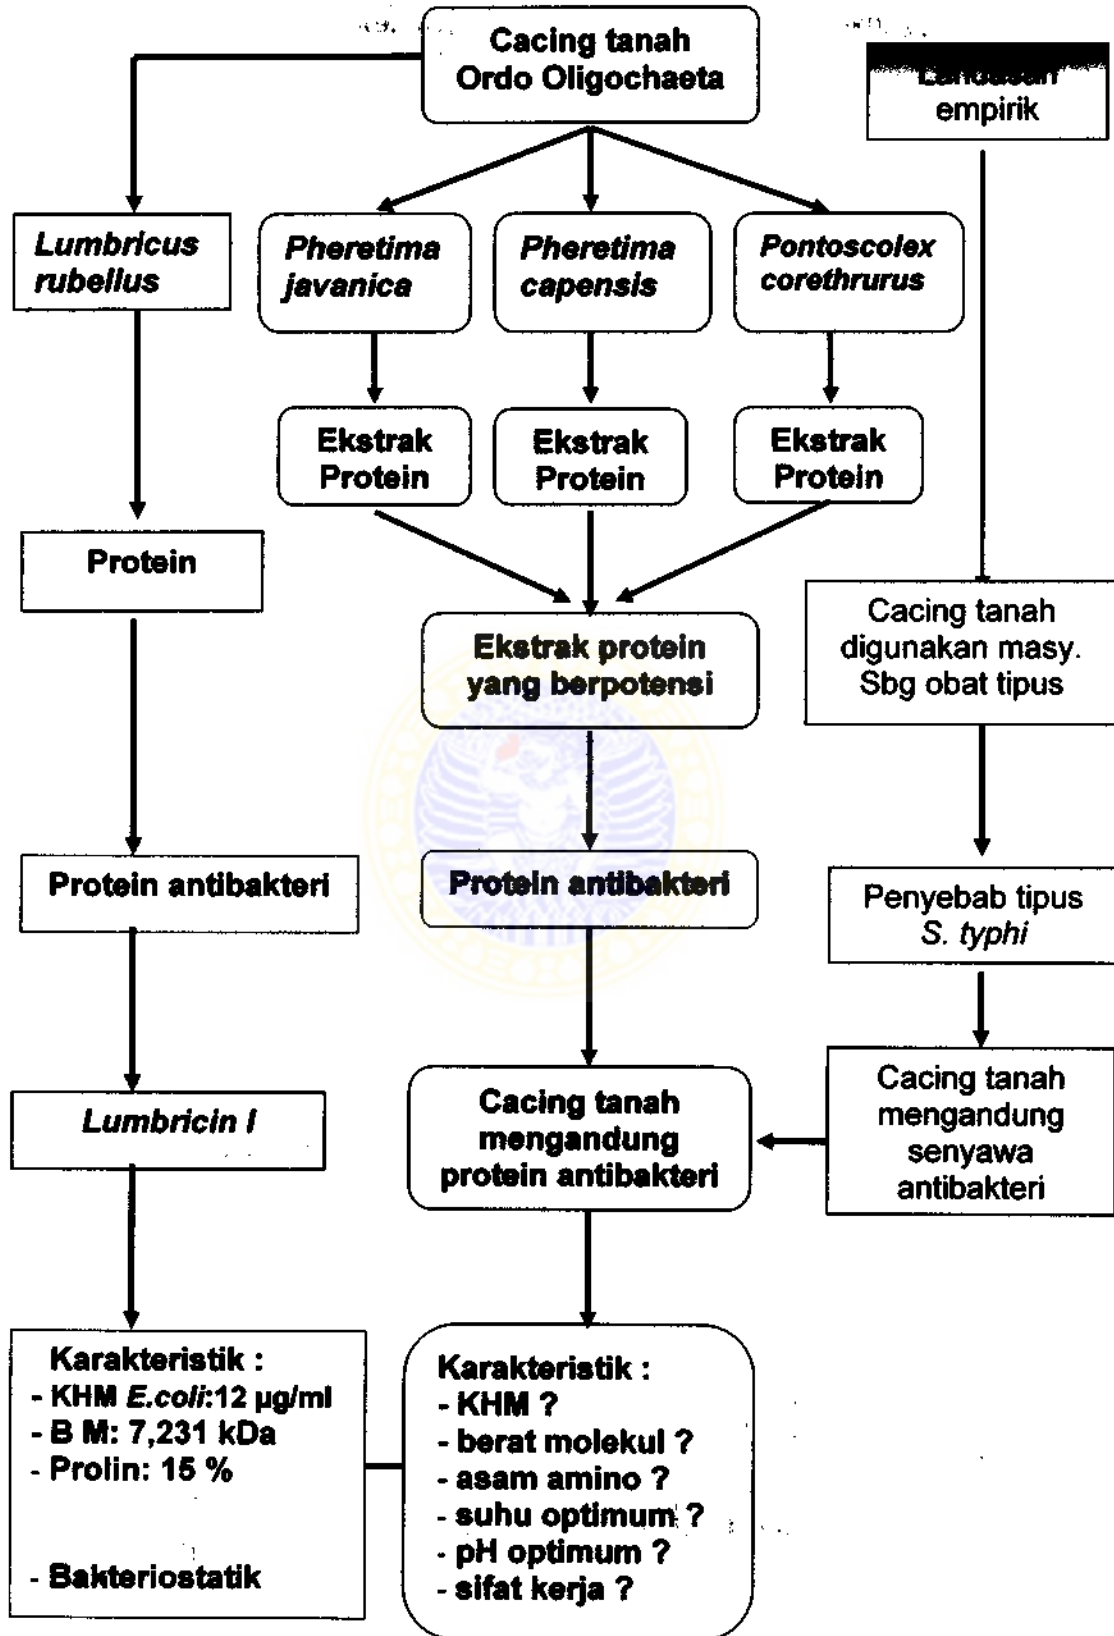 Cacing tanah
Ordo Oligochaeta
empirik
Lumbricus
rubellus
Pheretima
javanica
Pheretima
capensis
Pontoscolex
corethrurus
Ekstrak
Protein
Ekstrak
Protein
Ekstrak
Protein
Protein
Ekstrak protein
yang berpotensi
Cacing tanah
digunakan masy.
Sbg obat tipus
Protein antibakteri
Protein antibakteri
Penyebab tipus
S. typhi
Lumbricin I
Cacing tanah
mengandung
protein antibakteri
Cacing tanah
mengandung
senyawa
antibakteri
Karakteristik :
- KHM E.coli:12 µg/ml
- B M: 7,231 kDa
- Prolin: 15 %
- Bakteriostatik
Karakteristik :
- KHM ?
- berat molekul ?
- asam amino ?
- suhu optimum ?
- pH optimum ?
- sifat kerja ?